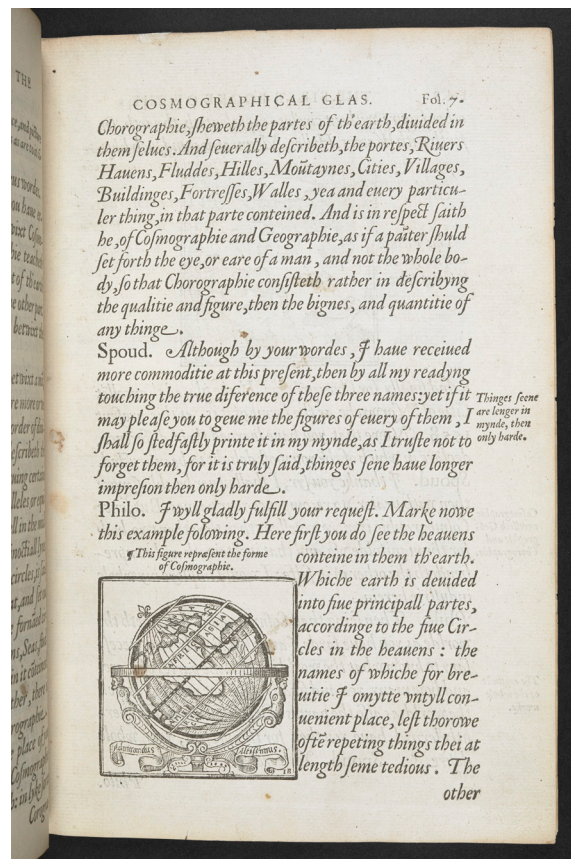 COSMOGRAPHICAL GLAS. Fol. 7.
Chorographie, ſheweth the partes of th'earth, diuided in
them ſelues. And ſeuerally deſcribeth, the portes, Riuers
Hauens, Fluddes, Hilles, Moũtaynes, Cities, Villages,
Buildinges, Fortreſſes, Walles, yea and euery particu-
ler thing, in that parte conteined. And is in reſpect ſaith
he, of Coſmographie and Geographie, as if a paĩter ſhuld
ſet forth the eye, or eare of a man, and not the whole bo-
dy, ſo that Chorographie conſiſteth rather in deſcribyng
the qualitie and figure, then the bignes, and quantitie of
any thinge.
Spoud. Although by your wordes, I haue receiued
more commoditie at this preſent, then by all my readyng
touching the true diference of theſe three names: yet if it
may pleaſe you to geue me the figures of euery of them, I
ſhall ſo ſtedfaſtly printe it in my mynde, as I truſte not to
forget them, for it is truly ſaid, thinges ſene haue longer
impreſion then only harde.
Thinges ſeene
are lenger in
mynde, then
only harde.
Philo. I wyll gladly fulfill your requeſt. Marke nowe
this example folowing. Here firſt you do ſee the heauens
¶ This figure repræſent the forme
of Coſmographie.
conteine in them th'earth.
Whiche earth is deuided
into fiue principall partes,
accordinge to the fiue Cir-
cles in the heauens : the
names of whiche for bre-
uitie I omytte vntyll con-
uenient place, leſt thorowe
oftẽ repeting things thei at
length ſeme tedious. The
other